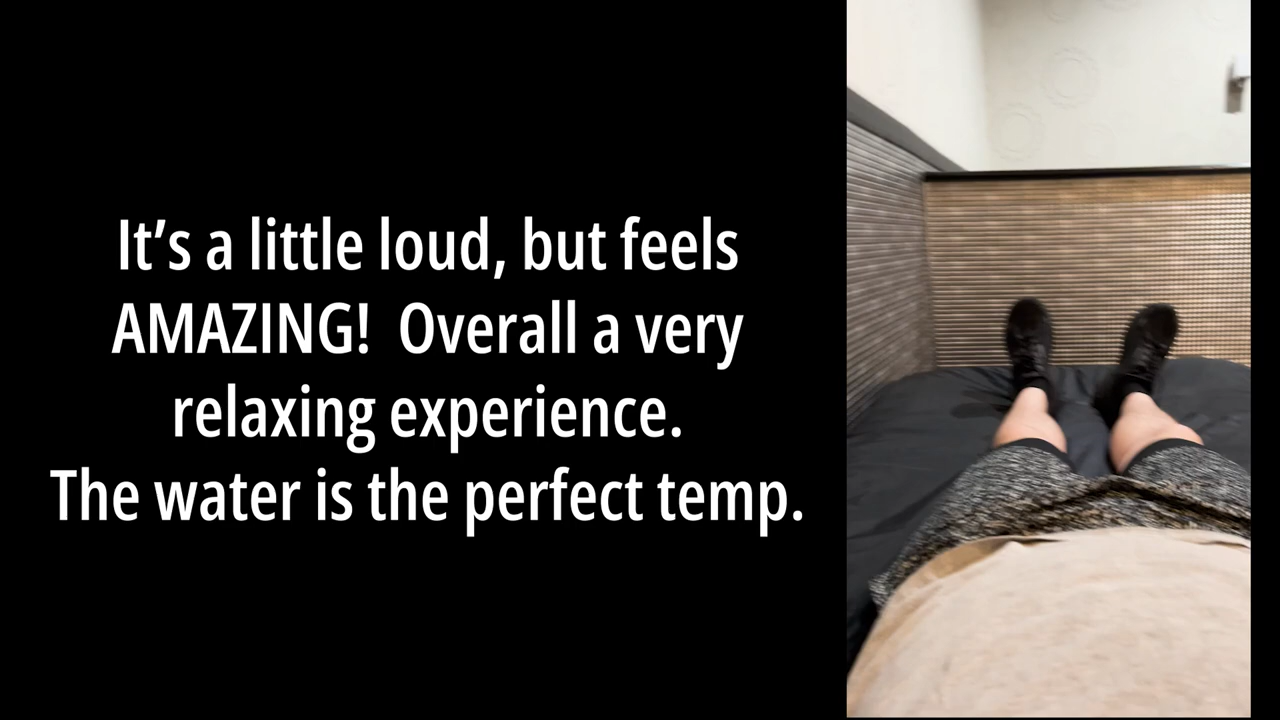 It’s a little loud, but feels
AMAZING!  Overall a very
relaxing experience.
The water is the perfect temp.